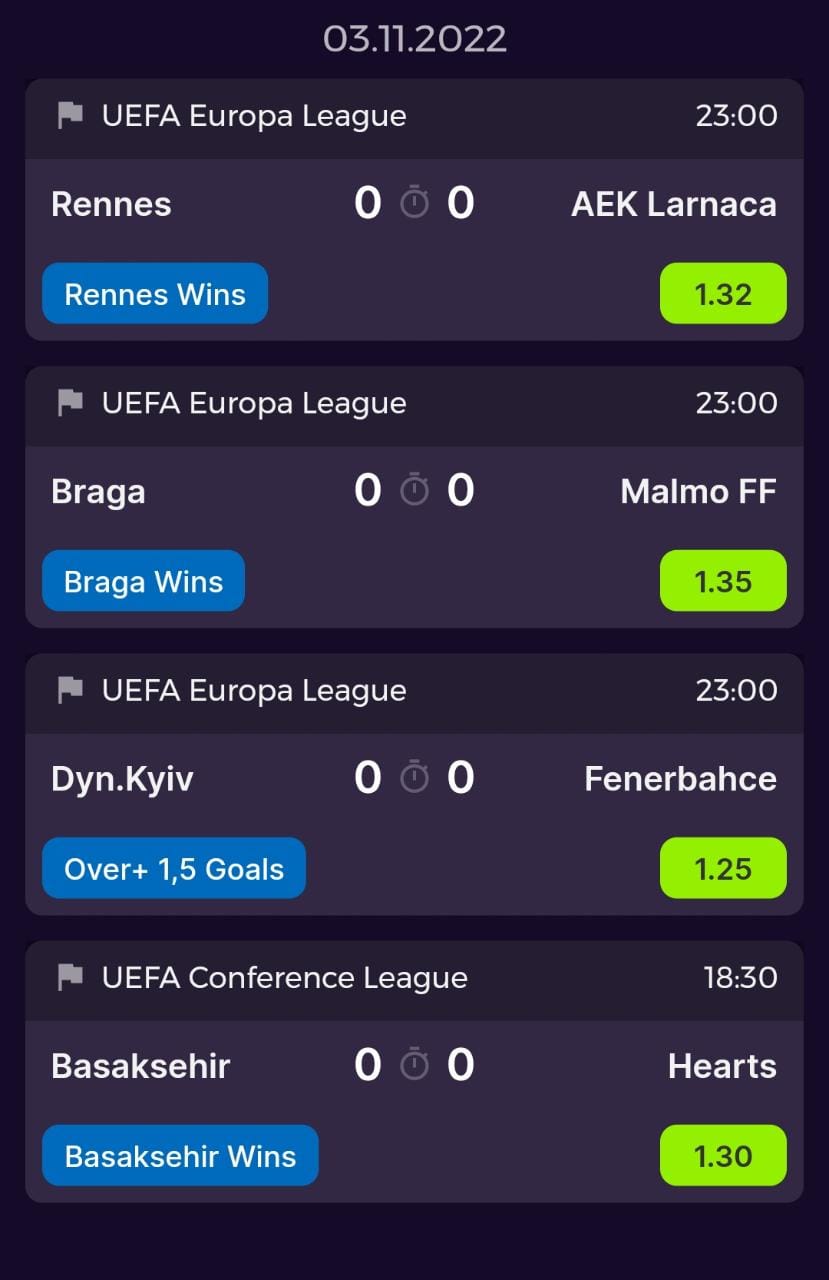 03.11.2022
UEFA Europa League 23:00
Rennes 0 0 AEK Larnaca
Rennes Wins 1.32
UEFA Europa League 23:00
Braga 0 0 Malmo FF
Braga Wins 1.35
UEFA Europa League 23:00
Dyn.Kyiv 0 0 Fenerbahce
Over+ 1,5 Goals 1.25
UEFA Conference League 18:30
Basaksehir 0 0 Hearts
Basaksehir Wins 1.30